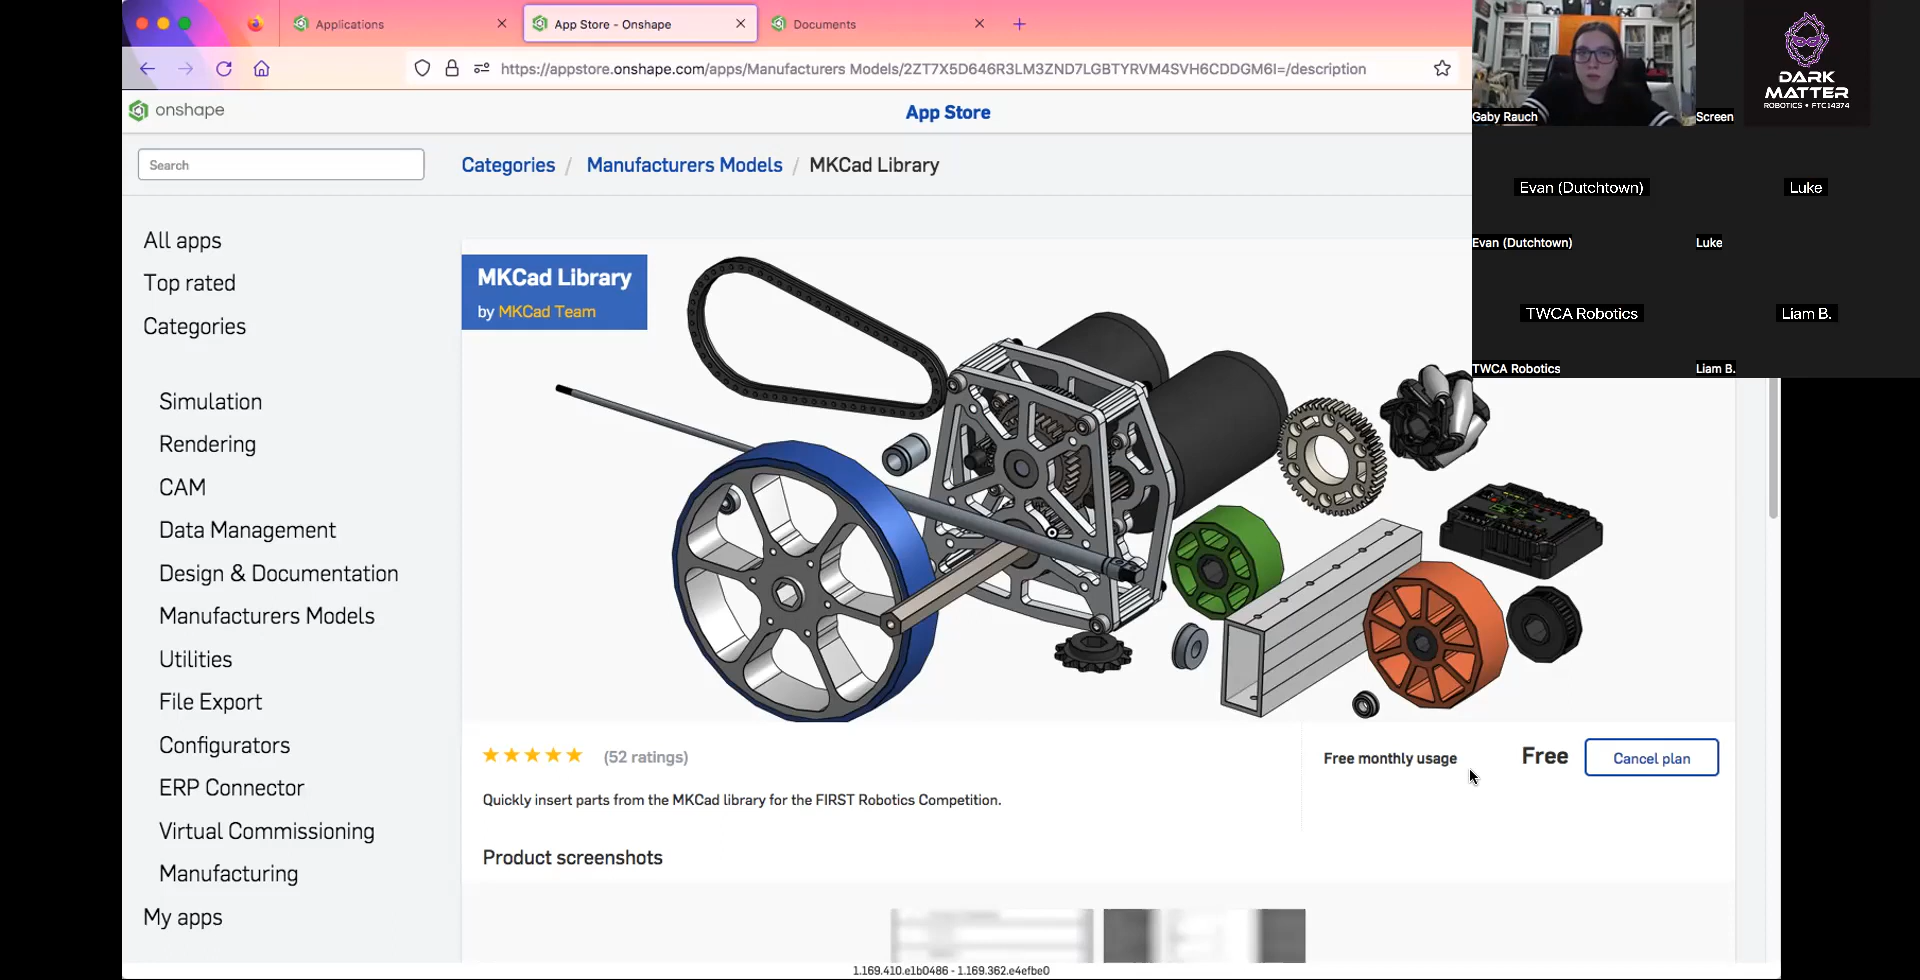 Applications
App Store - Onshape
Documents
https://appstore.onshape.com/apps/Manufacturers Models/2ZT7X5D646R3LM3ZND7LGBTYRVM4SVH6CDDGM6I=/description
onshape
App Store
Search
Categories / Manufacturers Models / MKCad Library
All apps
Top rated
Categories
Simulation
Rendering
CAM
Data Management
Design & Documentation
Manufacturers Models
Utilities
File Export
Configurators
ERP Connector
Virtual Commissioning
Manufacturing
My apps
MKCad Library
by MKCad Team
(52 ratings)
Quickly insert parts from the MKCad library for the FIRST Robotics Competition.
Free monthly usage
Free
Cancel plan
Product screenshots
1.169.410.e1b0486 - 1.169.362.e4efbe0
Gaby Rauch
Screen
DARK
MATTER
ROBOTICS • FTC14374
Evan (Dutchtown)
Luke
Evan (Dutchtown)
Luke
TWCA Robotics
Liam B.
TWCA Robotics
Liam B.